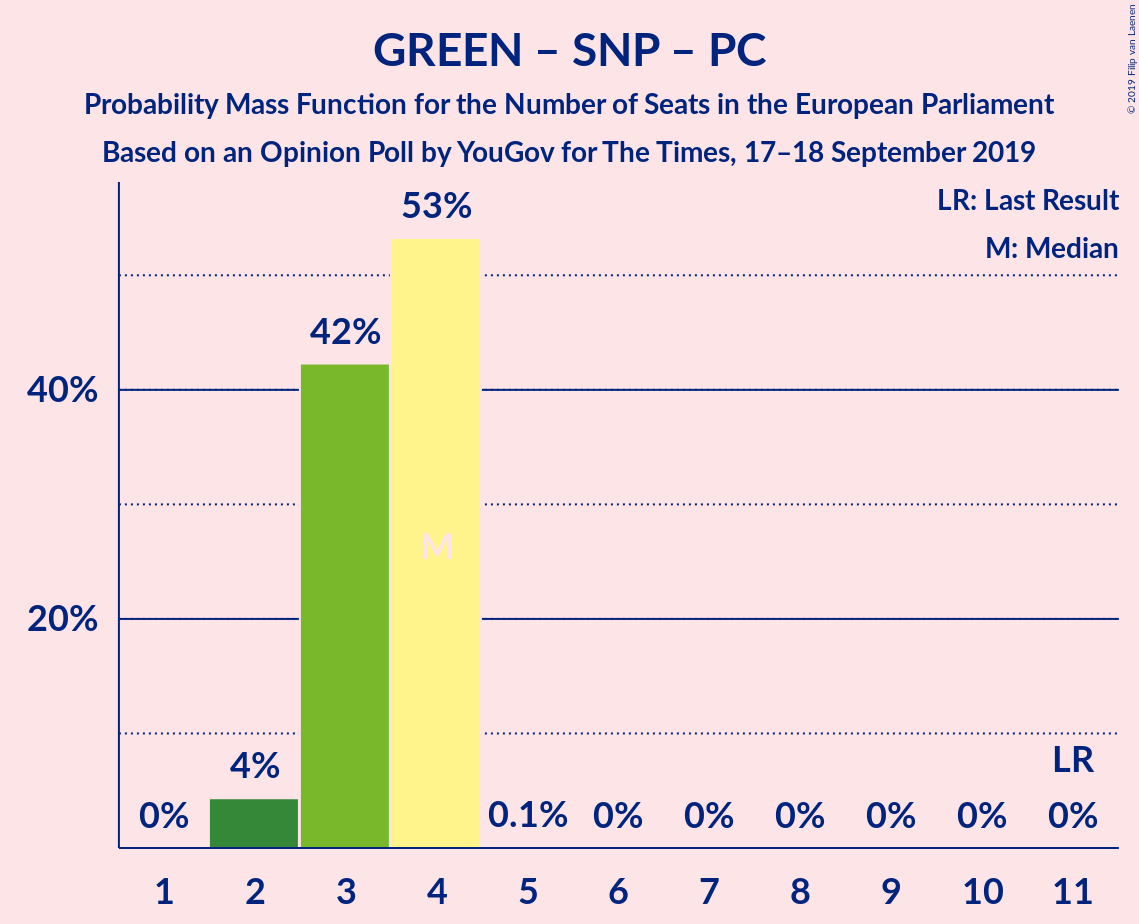 GREEN – SNP – PC
Probability Mass Function for the Number of Seats in the European Parliament
Based on an Opinion Poll by YouGov for The Times, 17–18 September 2019
© 2019 Filip van Laenen
LR: Last Result
M: Median
53%
42%
40%
M
20%
4%
LR
0%
0.1%
0%
0%
0%
0%
0%
0%
1 2 3 4 5 6 7 8 9 10 11